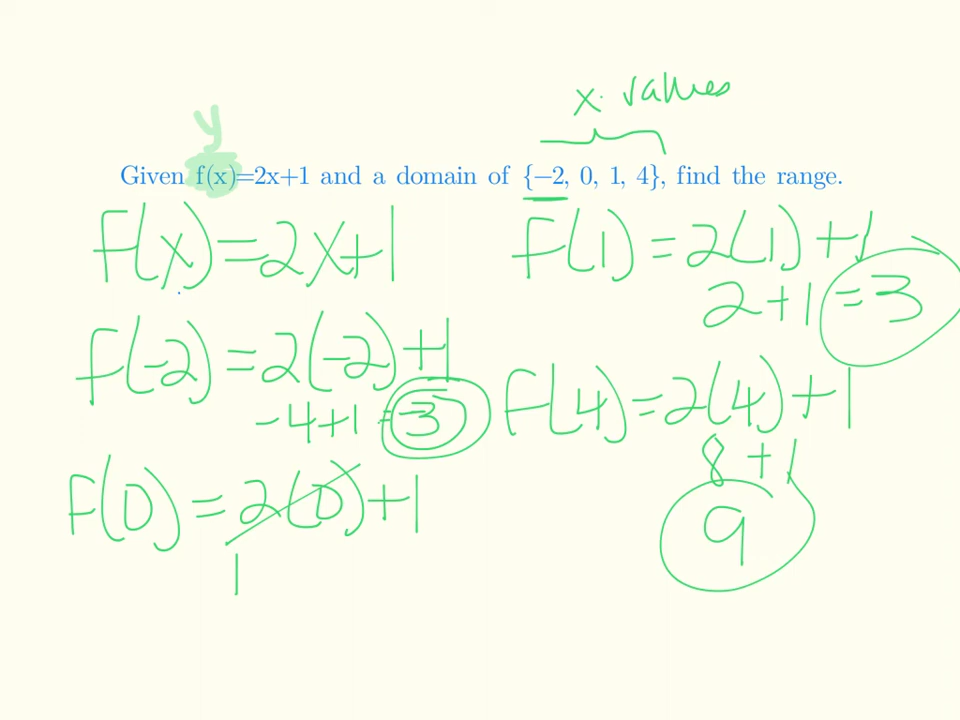 x values
y
Given f(x)=2x+1 and a domain of {−2, 0, 1, 4}, find the range.
F(x)=2x+1
F(-2)=2(-2)+1
-4+1=-3
F(0)=2(0)+1
1
F(1)=2(1)+1
2+1=3
F(4)=2(4)+1
8+1
9